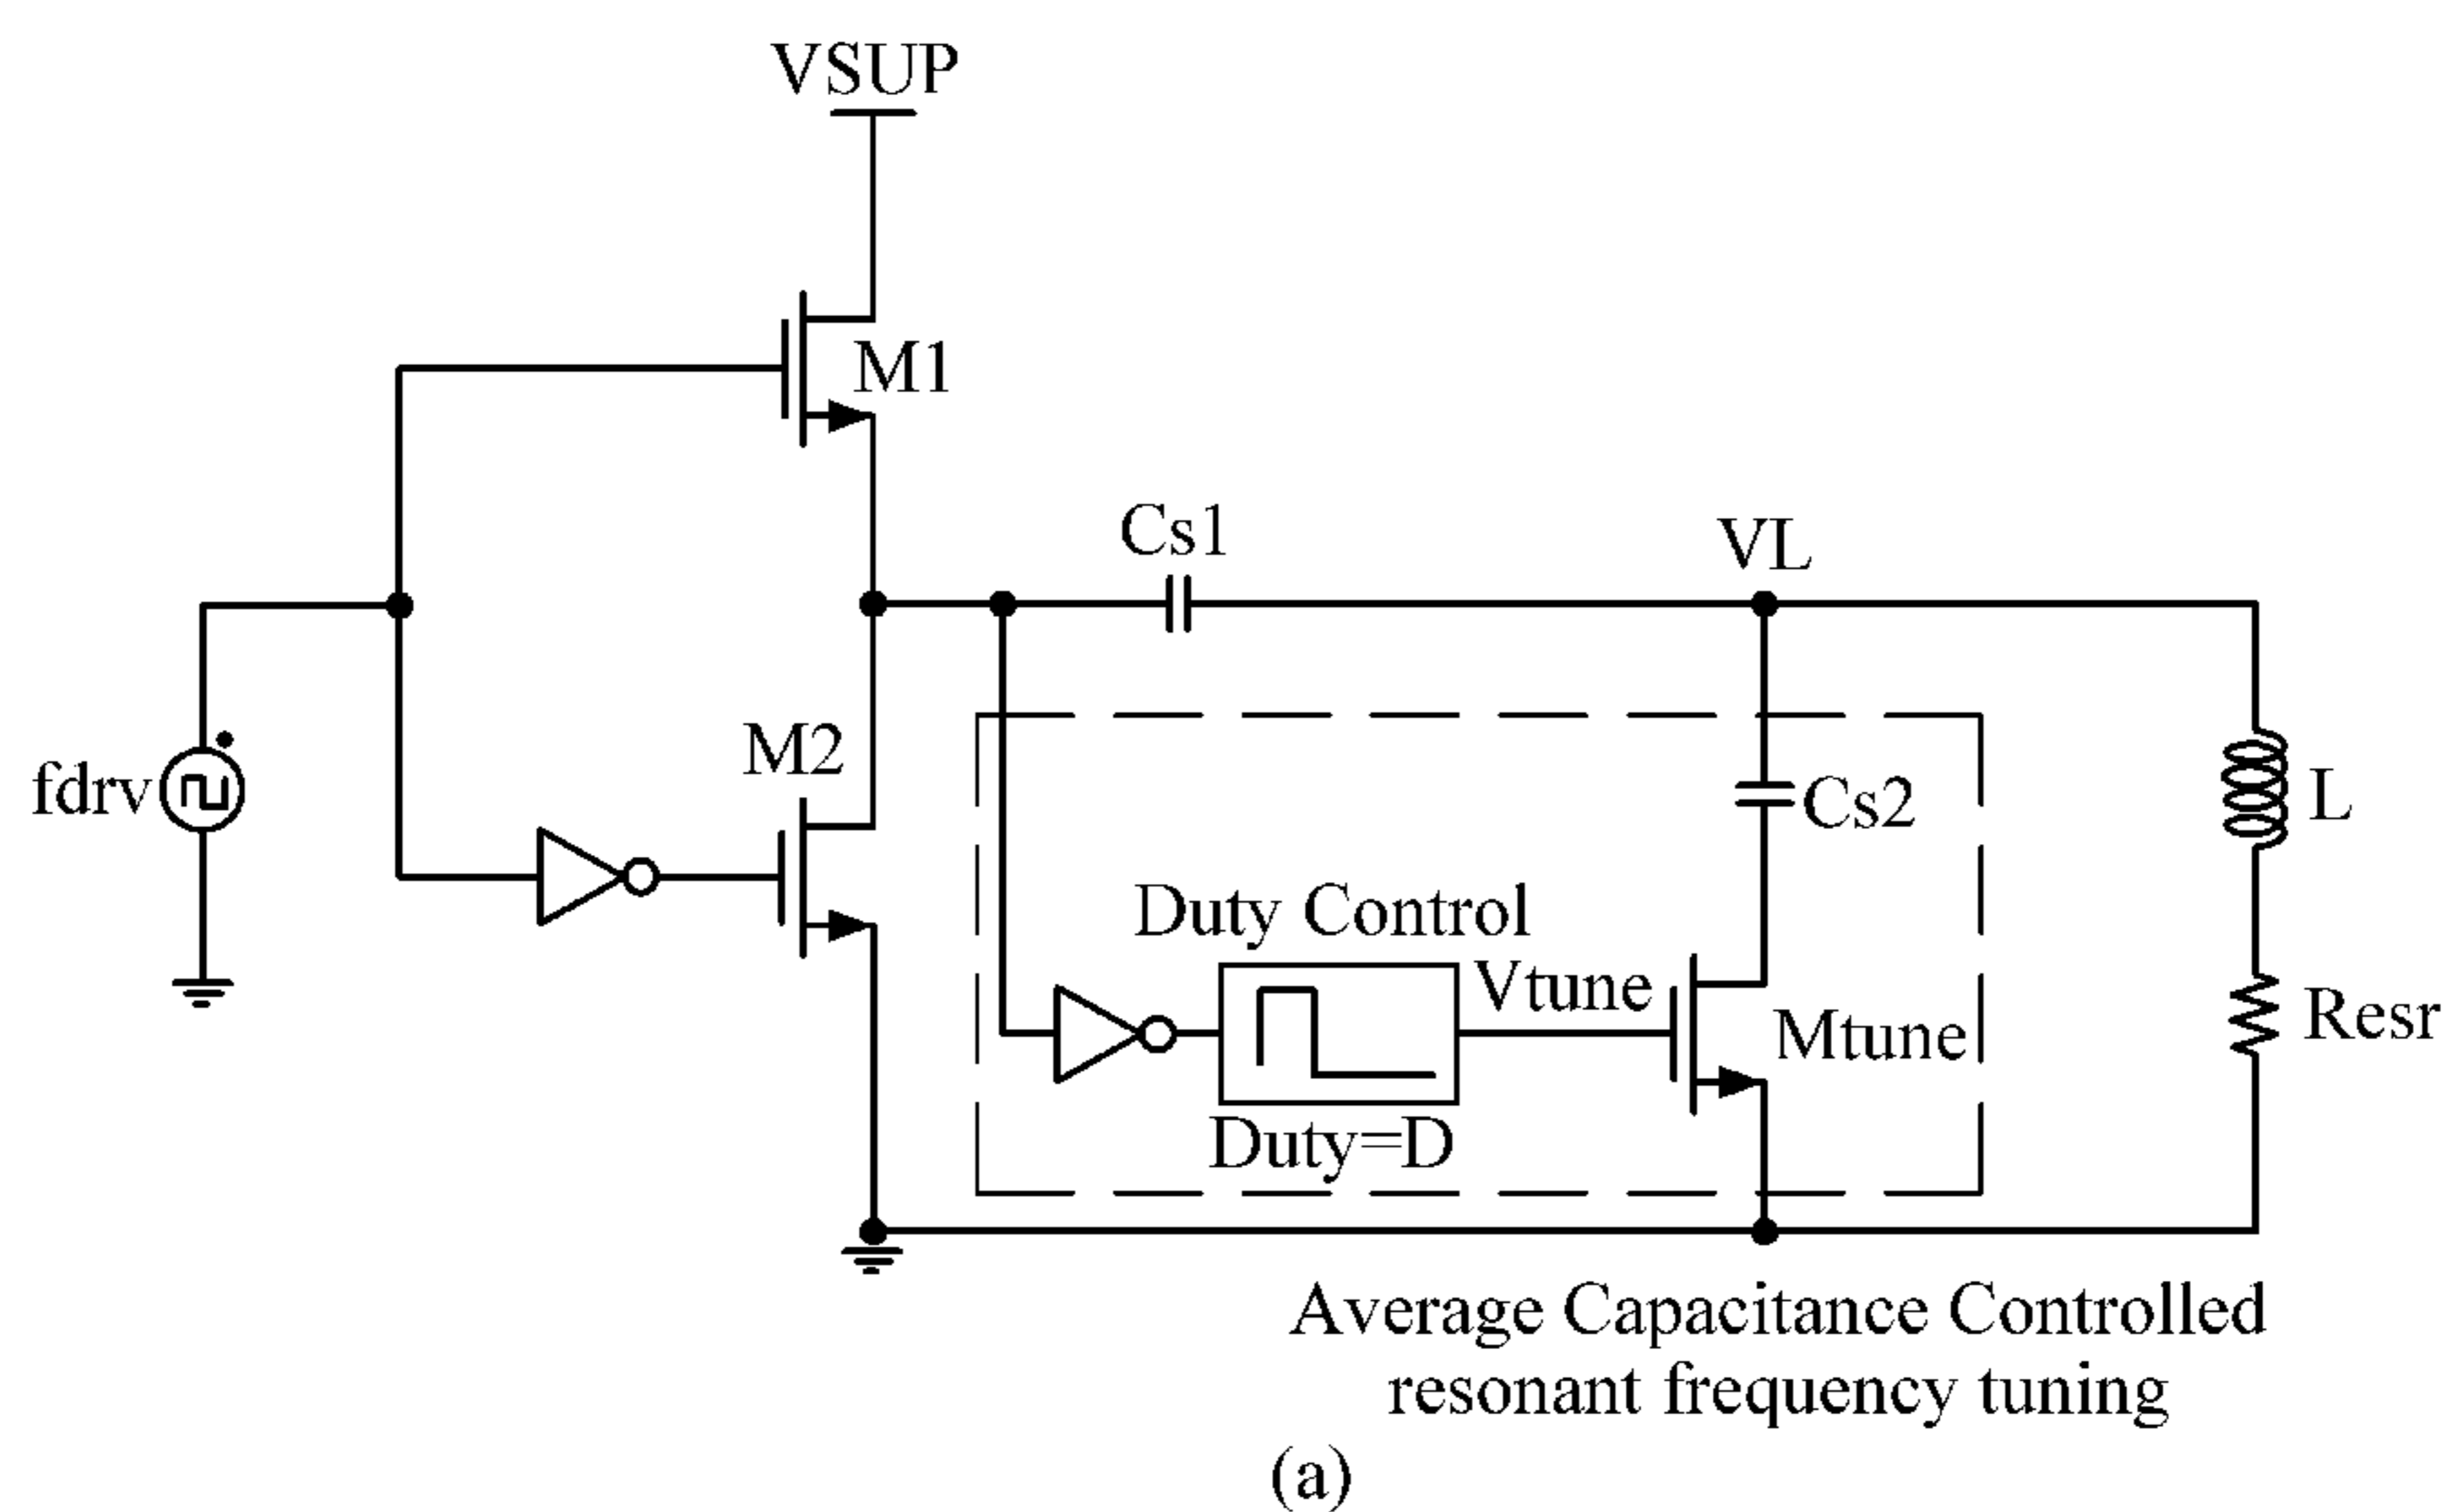 VSUP
M1
Cs1
VL
M2
fdrv
Cs2
L
Duty Control
Vtune
Mtune
Resr
Duty=D
Average Capacitance Controlled
resonant frequency tuning
(a)